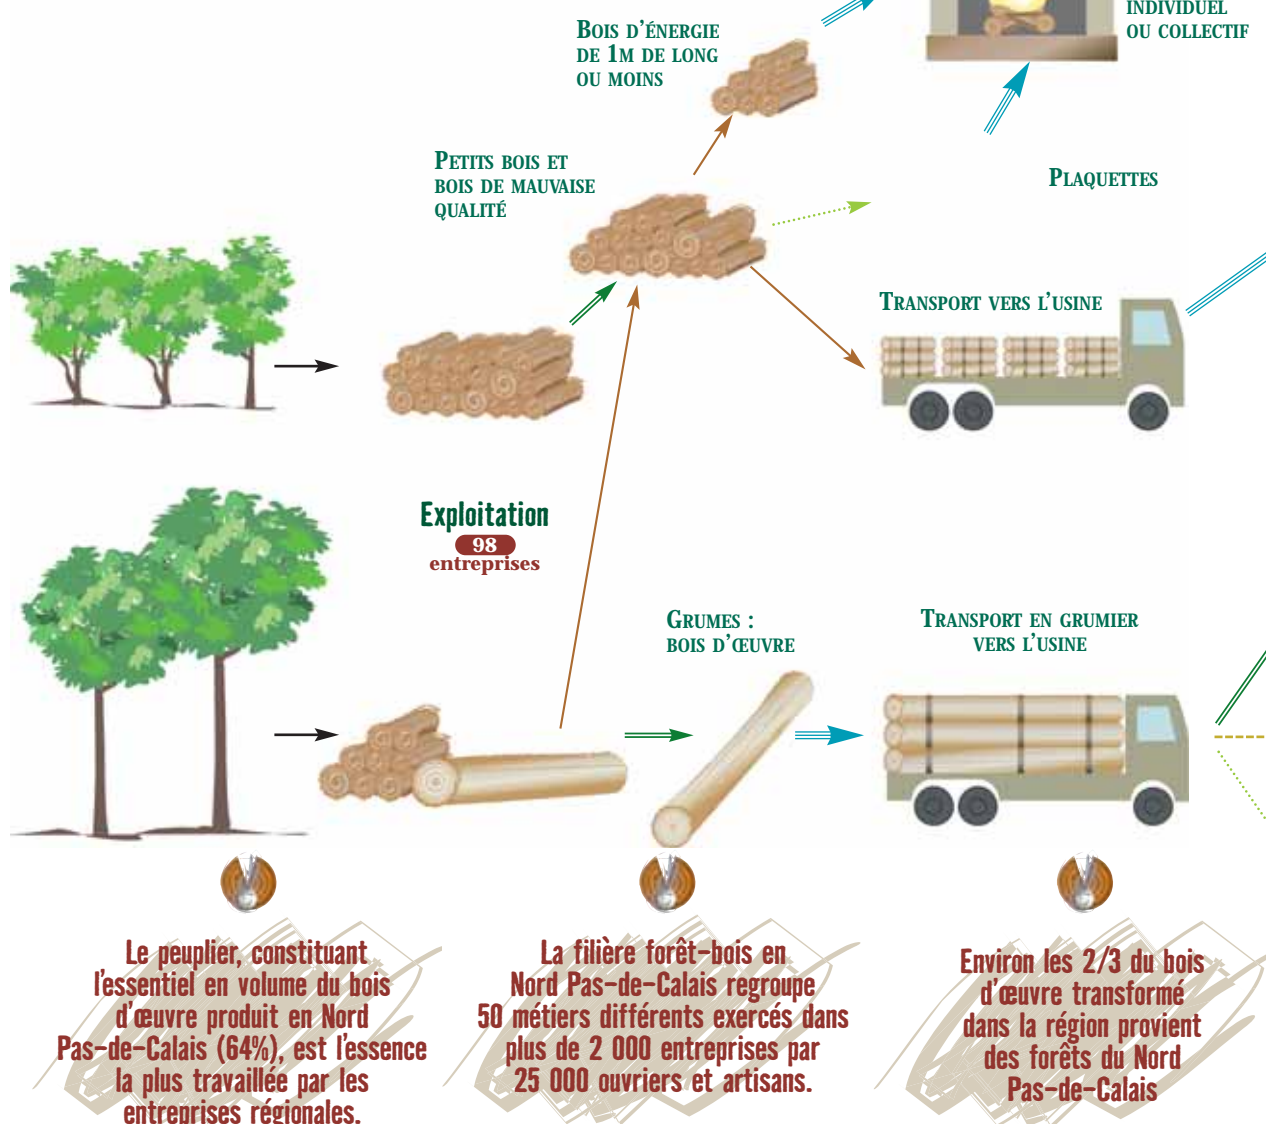 INDIVIDUEL
OU COLLECTIF
BOIS D'ÉNERGIE
DE 1M DE LONG
OU MOINS
PETITS BOIS ET
BOIS DE MAUVAISE
QUALITÉ
PLAQUETTES
TRANSPORT VERS L'USINE
Exploitation
98
entreprises
GRUMES :
BOIS D'ŒUVRE
TRANSPORT EN GRUMIER
VERS L'USINE
Le peuplier, constituant
l'essentiel en volume du bois
d'œuvre produit en Nord
Pas-de-Calais (64%), est l'essence
la plus travaillée par les
entreprises régionales.
La filière forêt-bois en
Nord Pas-de-Calais regroupe
50 métiers différents exercés dans
plus de 2 000 entreprises par
25 000 ouvriers et artisans.
Environ les 2/3 du bois
d'œuvre transformé
dans la région provient
des forêts du Nord
Pas-de-Calais